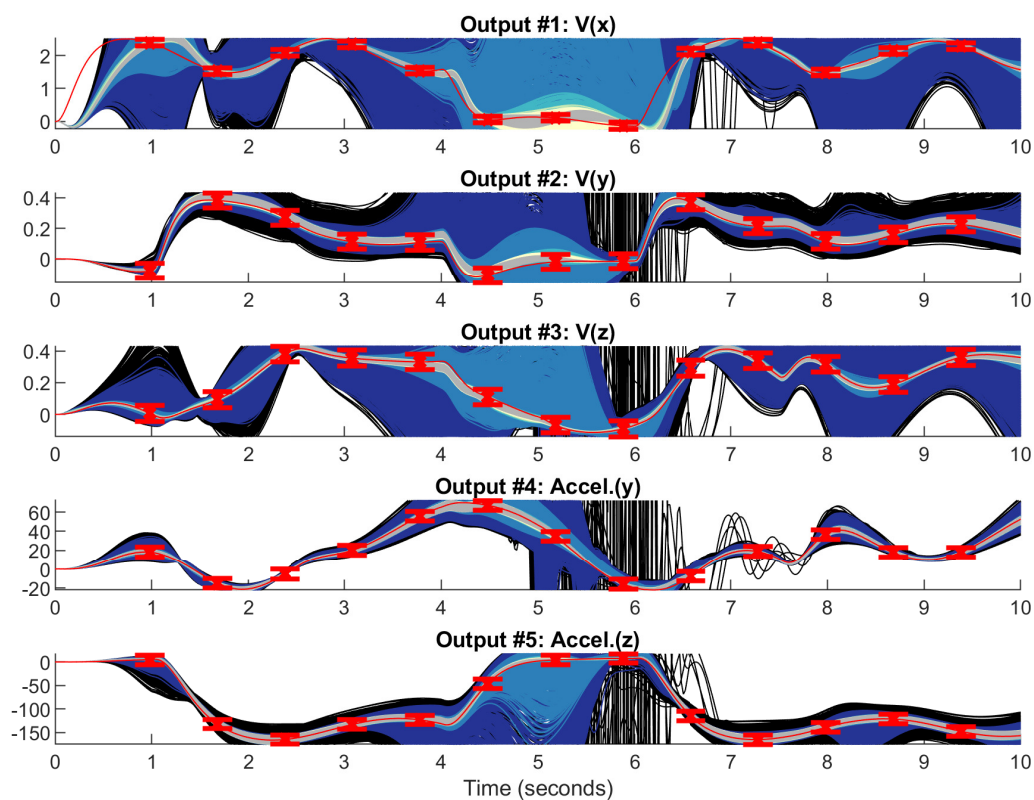 Output #1: V(x)
2
1
0
0 1 2 3 4 5 6 7 8 9 10
Output #2: V(y)
0.4
0.2
0
0 1 2 3 4 5 6 7 8 9 10
Output #3: V(z)
0.4
0.2
0
0 1 2 3 4 5 6 7 8 9 10
Output #4: Accel.(y)
60
40
20
0
-20
0 1 2 3 4 5 6 7 8 9 10
Output #5: Accel.(z)
0
-50
-100
-150
0 1 2 3 4 5 6 7 8 9 10
Time (seconds)